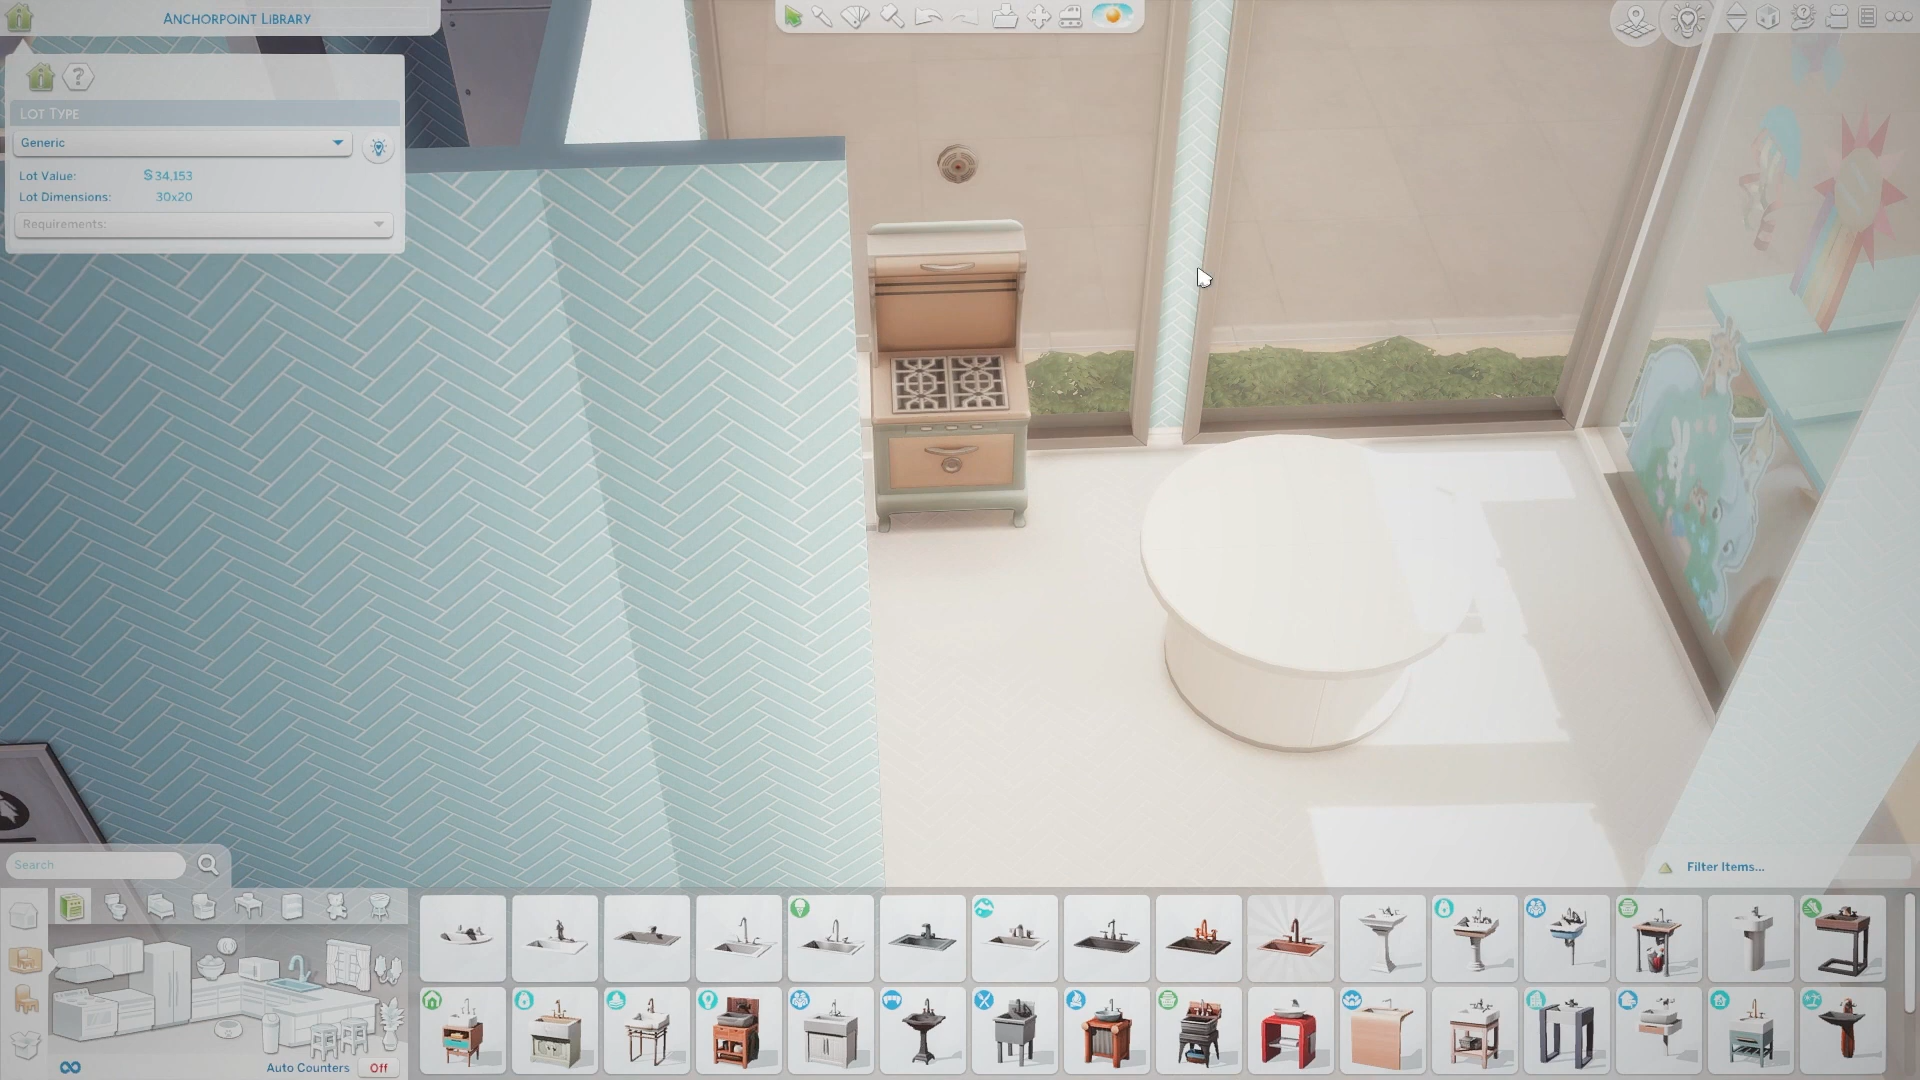 Anchorpoint Library
Lot Type
Generic
Lot Value: $34,153
Lot Dimensions: 30x20
Requirements:
Search
Filter Items...
Auto Counters Off